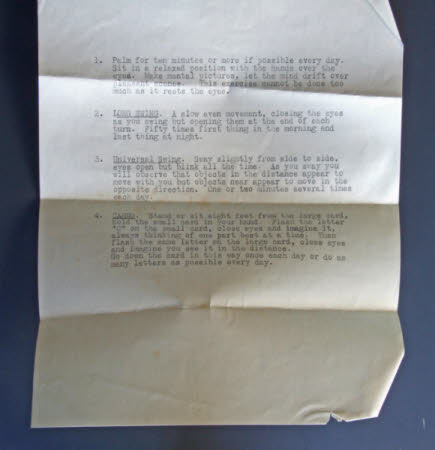 1. Palm for ten minutes or more if possible every day.
Sit in a relaxed position with the hands over the
eyes. Make mental pictures, let the mind drift over
pleasant scenes. This exercise cannot be done too
much as it rests the eyes.
2. LONG SWING. A slow even movement, closing the eyes
as you swing but opening them at the end of each
turn. Fifty times first thing in the morning and
last thing at night.
3. Universal Swing. Sway slightly from side to side,
eyes open but blink all the time. As you sway you
will observe that objects in the distance appear to
move with you but objects near appear to move in the
opposite direction. One or two minutes several times
each day.
4. CARDS. Stand or sit eight feet from the large card,
hold the small card in your hand. Flash the letter
on the small card, close eyes and imagine it,
always thinking of one part best at a time. Then
flash the same letter on the large card, close eyes
and imagine you see it in the distance.
Go down the card in this way once each day or do as
many letters as possible every day.